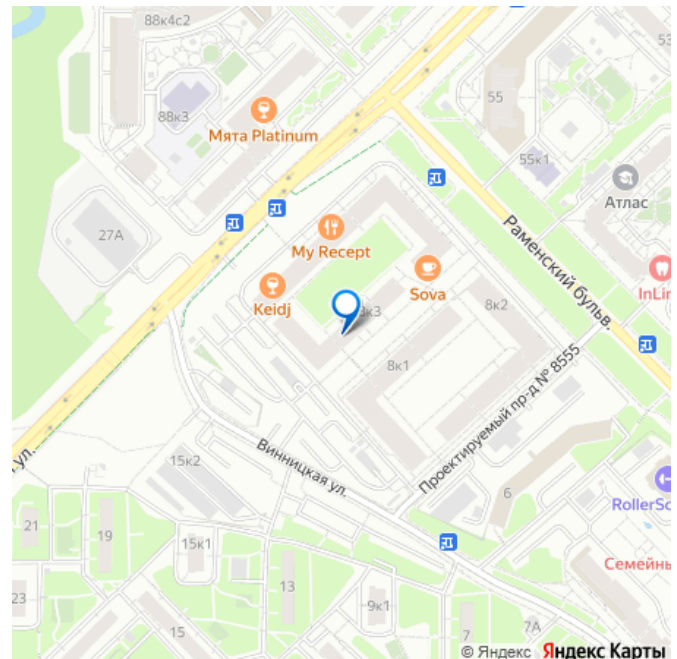 88к4с2
53
55
88к3
Мята Platinum
55к1
Атлас
27А
My Recept
Раменский бульв.
Keidj
Sova
InLin
8к2
8к3
8к1
Проектируемый пр-д № 8555
ул.
15к2
Винницкая ул.
6
RollerSc
21
19
15к1
Семейны
23
13
9к1
15
7
7А
© Яндекс Яндекс Карты